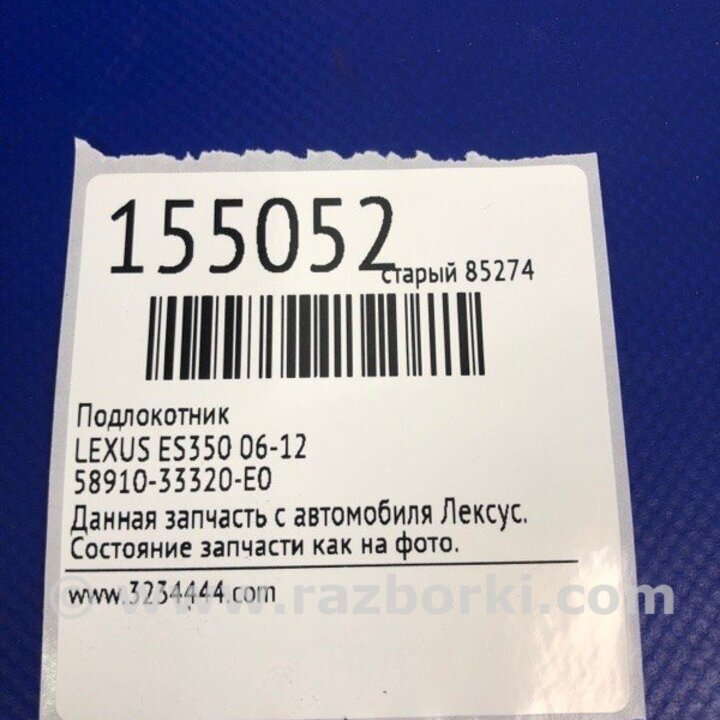 155052
старый 85274
Подлокотник
LEXUS ES350 06-12
58910-33320-E0
Данная запчасть с автомобиля Лексус.
Состояние запчасти как на фото.
www.3234444.com
© www.razborki.com